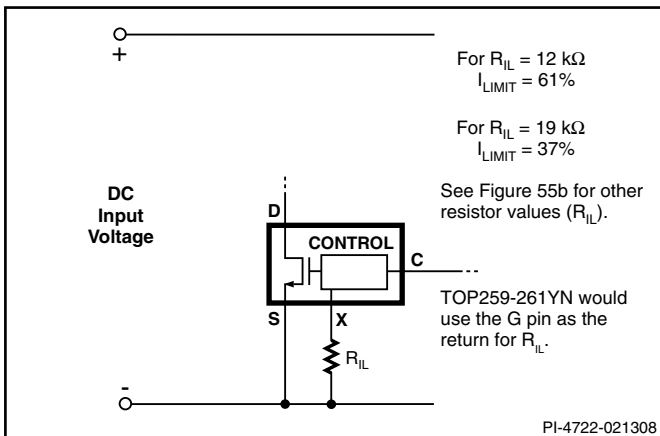 +
For R_IL = 12 kΩ
I_LIMIT = 61%
For R_IL = 19 kΩ
I_LIMIT = 37%
See Figure 55b for other
resistor values (R_IL).
DC
Input
Voltage
D
CONTROL
C
S
X
TOP259-261YN would
use the G pin as the
return for R_IL.
R_IL
-
PI-4722-021308